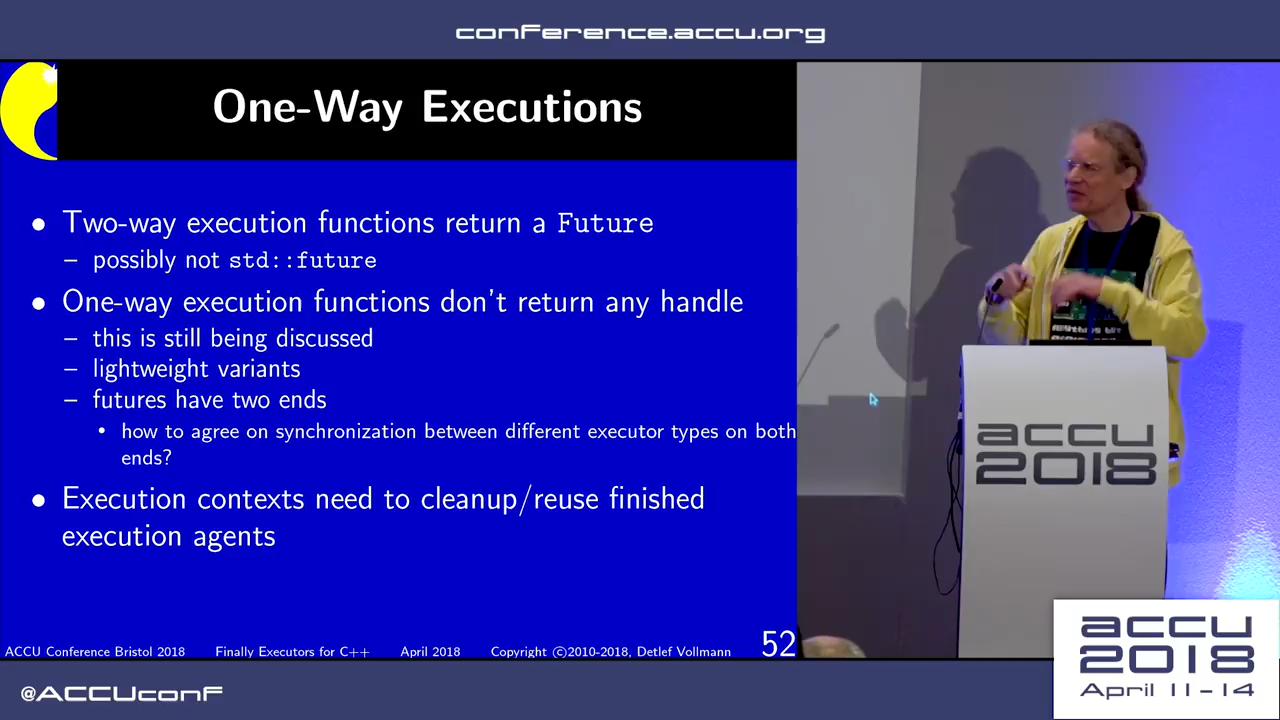 conference.accu.org
One-Way Executions
• Two-way execution functions return a Future
– possibly not std::future
• One-way execution functions don't return any handle
– this is still being discussed
– lightweight variants
– futures have two ends
• how to agree on synchronization between different executor types on both
ends?
• Execution contexts need to cleanup/reuse finished
execution agents
ACCU Conference Bristol 2018 Finally Executors for C++ April 2018 Copyright ©2010-2018, Detlef Vollmann 52
accu
2018
accu
2018
April 11-14
@ACCUconf